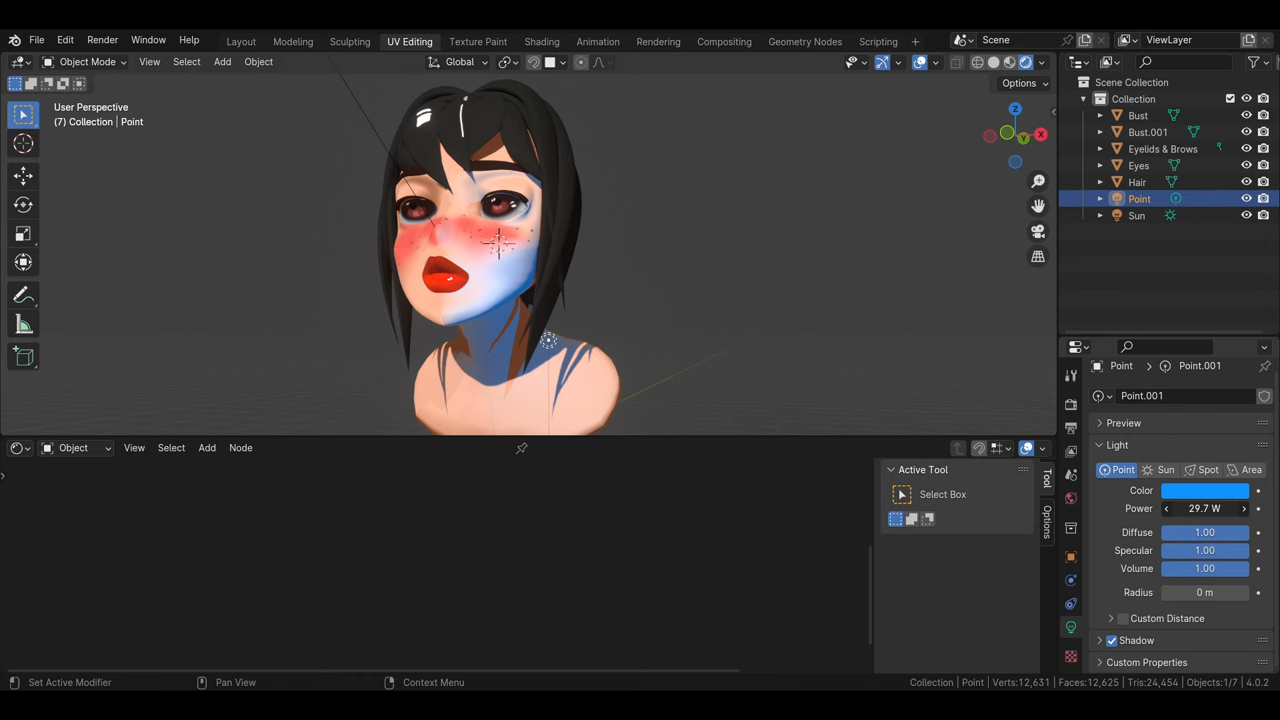 File Edit Render Window Help Layout Modeling Sculpting UV Editing Texture Paint Shading Animation Rendering Compositing Geometry Nodes Scripting + Scene ViewLayer
Object Mode View Select Add Object Global
Options
User Perspective
(7) Collection | Point
X
Y
Z
Scene Collection
Collection
Bust
Bust.001
Eyelids & Brows
Eyes
Hair
Point
Sun
Object View Select Add Node
Active Tool
Select Box
Tool
Options
Point > Point.001
Point.001
Preview
Light
Point Sun Spot Area
Color
Power 29.7 W
Diffuse 1.00
Specular 1.00
Volume 1.00
Radius 0 m
Custom Distance
Shadow
Custom Properties
Set Active Modifier Pan View Context Menu Collection | Point | Verts:12,631 | Faces:12,625 | Tris:24,454 | Objects:1/7 | 4.0.2